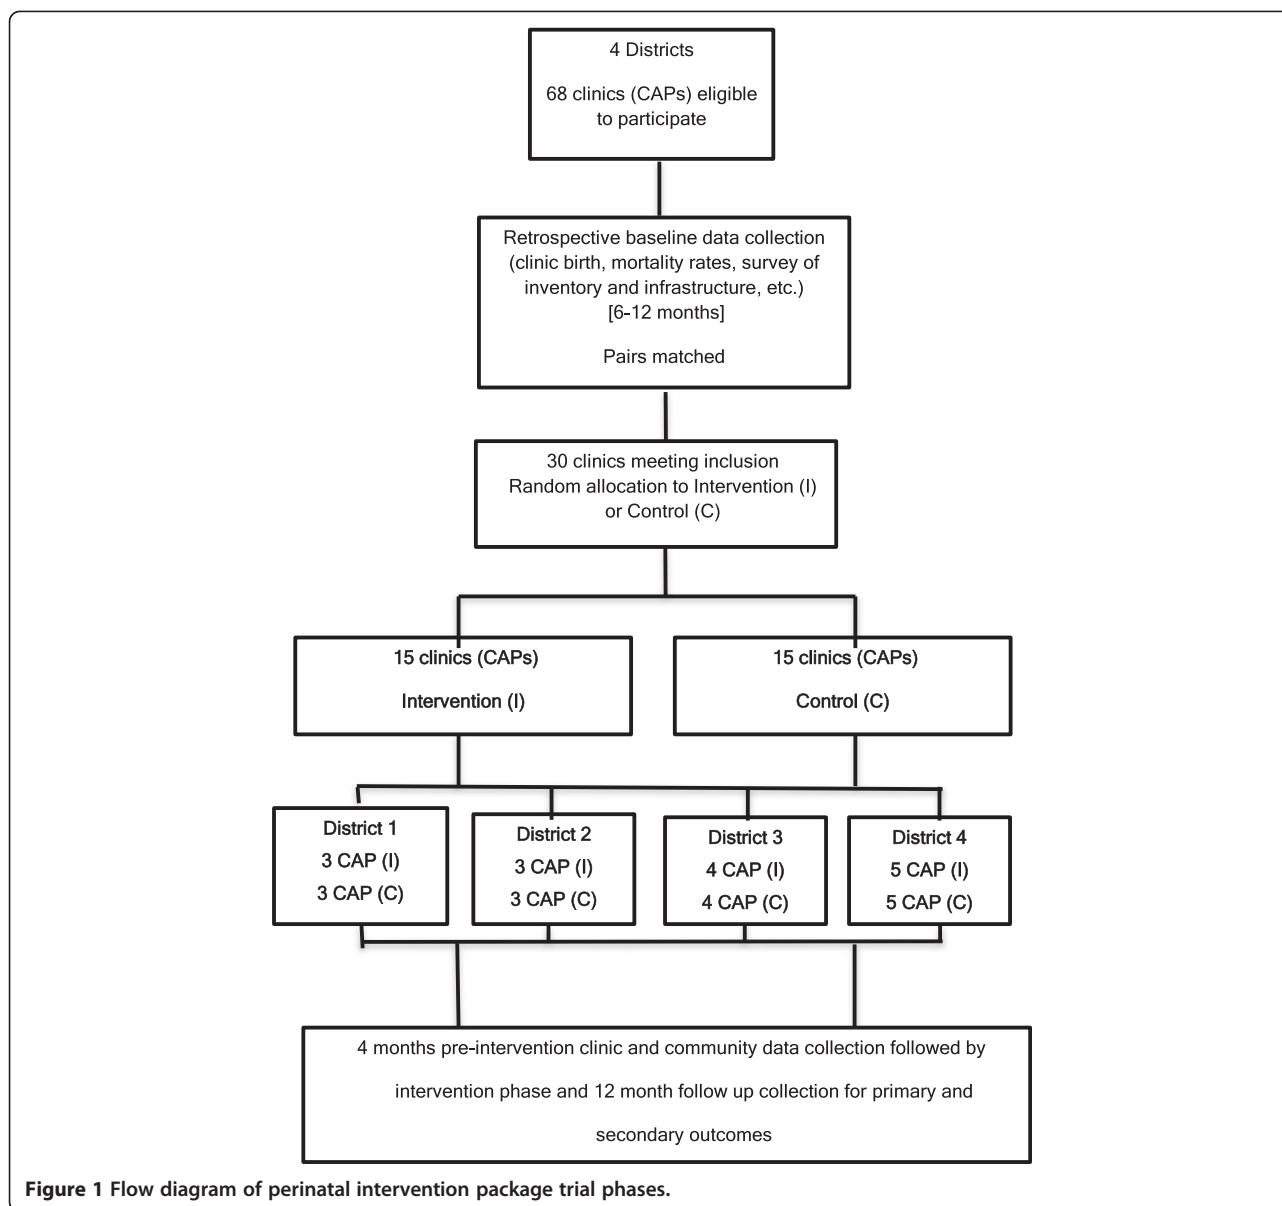 4 Districts
68 clinics (CAPs) eligible
to participate
Retrospective baseline data collection
(clinic birth, mortality rates, survey of
inventory and infrastructure, etc.)
[6-12 months]
Pairs matched
30 clinics meeting inclusion
Random allocation to Intervention (I)
or Control (C)
15 clinics (CAPs)
Intervention (I)
15 clinics (CAPs)
Control (C)
District 1
3 CAP (I)
3 CAP (C)
District 2
3 CAP (I)
3 CAP (C)
District 3
4 CAP (I)
4 CAP (C)
District 4
5 CAP (I)
5 CAP (C)
4 months pre-intervention clinic and community data collection followed by
intervention phase and 12 month follow up collection for primary and
secondary outcomes
Figure 1 Flow diagram of perinatal intervention package trial phases.